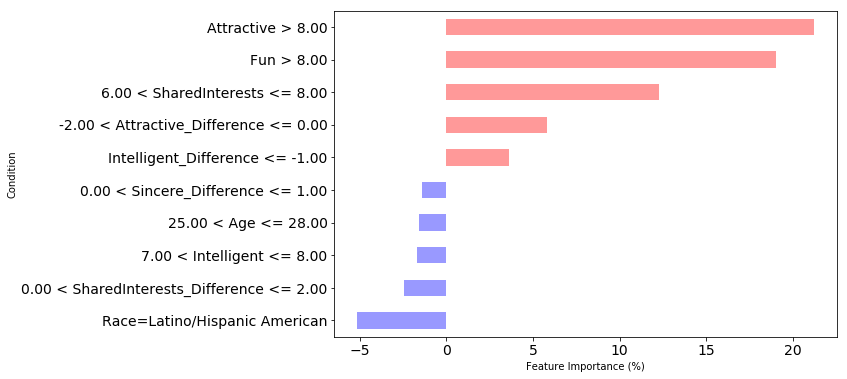 Attractive > 8.00
Fun > 8.00
6.00 < SharedInterests <= 8.00
-2.00 < Attractive_Difference <= 0.00
Intelligent_Difference <= -1.00
0.00 < Sincere_Difference <= 1.00
25.00 < Age <= 28.00
7.00 < Intelligent <= 8.00
0.00 < SharedInterests_Difference <= 2.00
Race=Latino/Hispanic American
Condition
−5 0 5 10 15 20
Feature Importance (%)